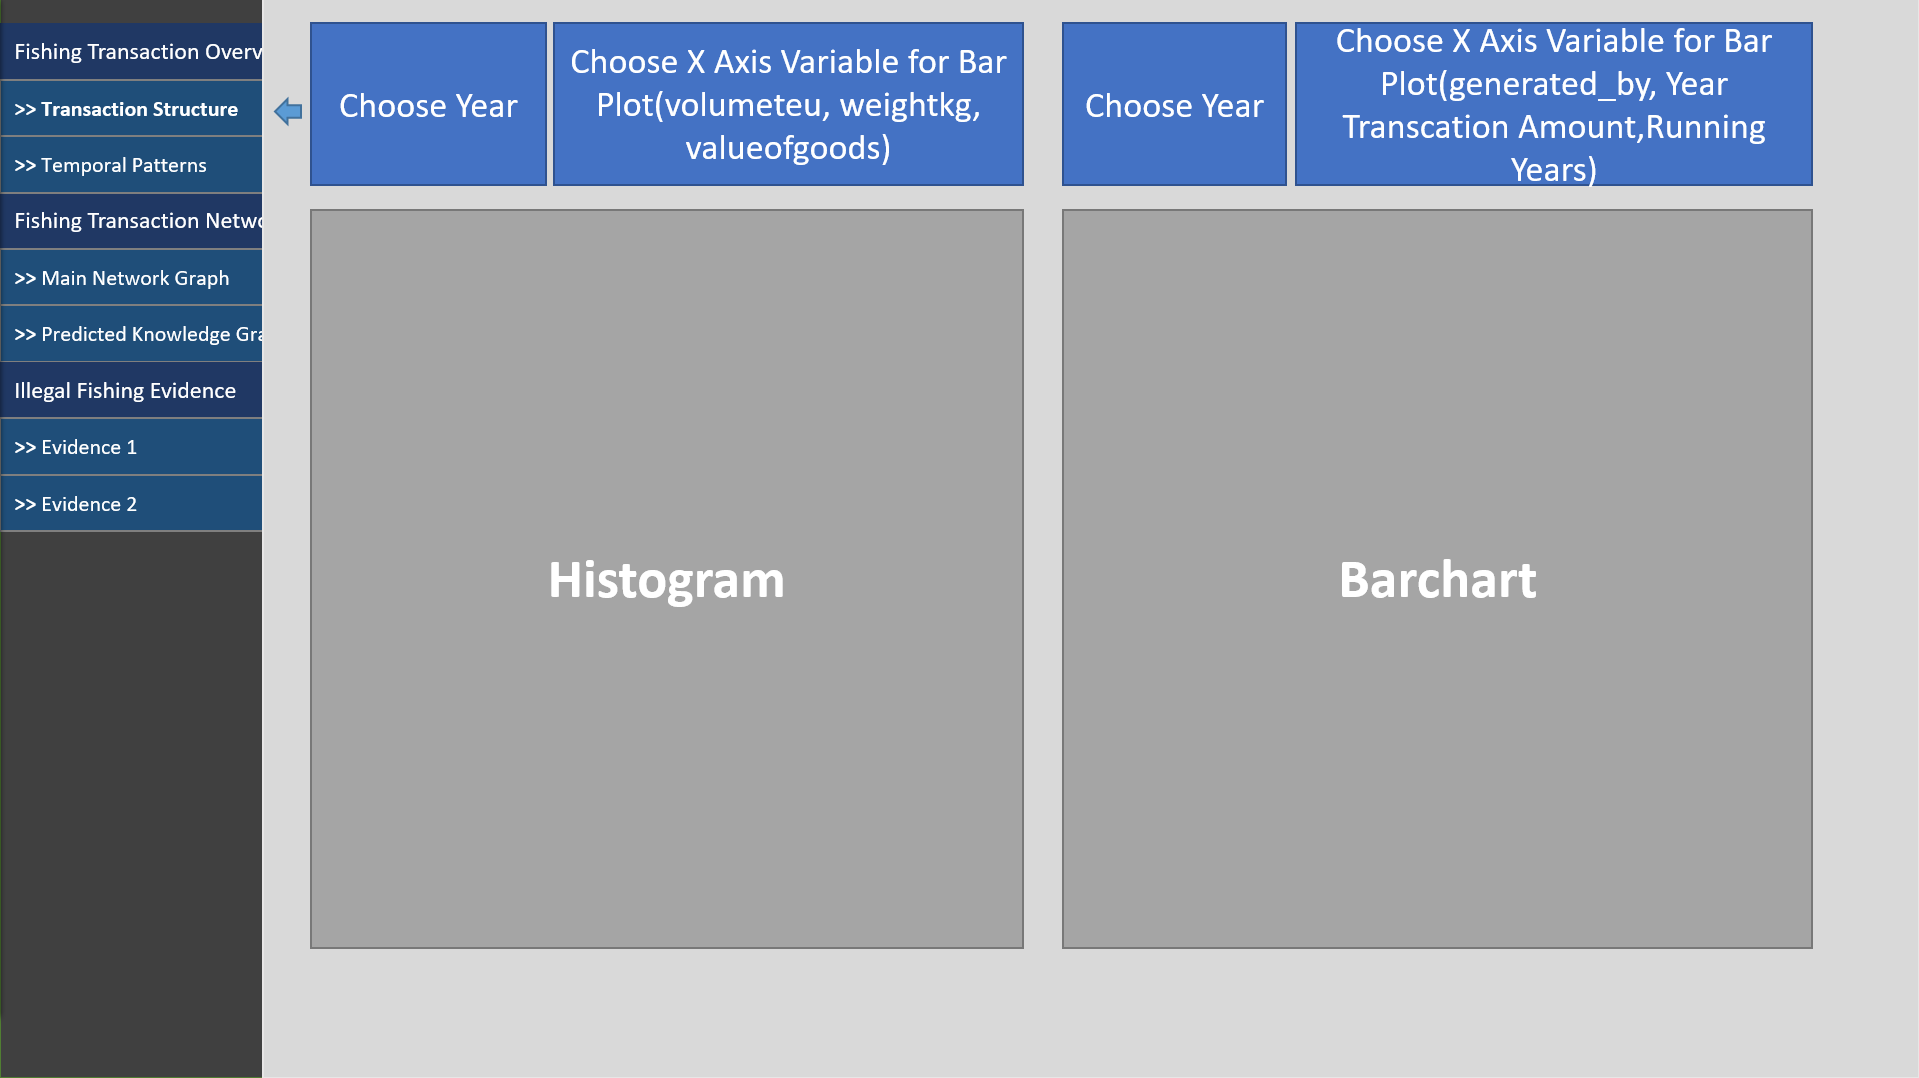 Fishing Transaction Overv
>> Transaction Structure
>> Temporal Patterns
Fishing Transaction Netwo
>> Main Network Graph
>> Predicted Knowledge Gra
Illegal Fishing Evidence
>> Evidence 1
>> Evidence 2
Choose Year
Choose X Axis Variable for Bar
Plot(volumeteu, weightkg,
valueofgoods)
Choose Year
Choose X Axis Variable for Bar
Plot(generated_by, Year
Transcation Amount,Running
Years)
Histogram
Barchart